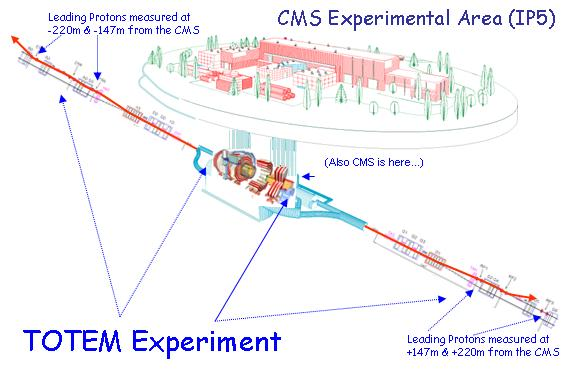 Leading Protons measured at
-220m & -147m from the CMS
CMS Experimental Area (IP5)
(Also CMS is here...)
TOTEM Experiment
Leading Protons measured at
+147m & +220m from the CMS